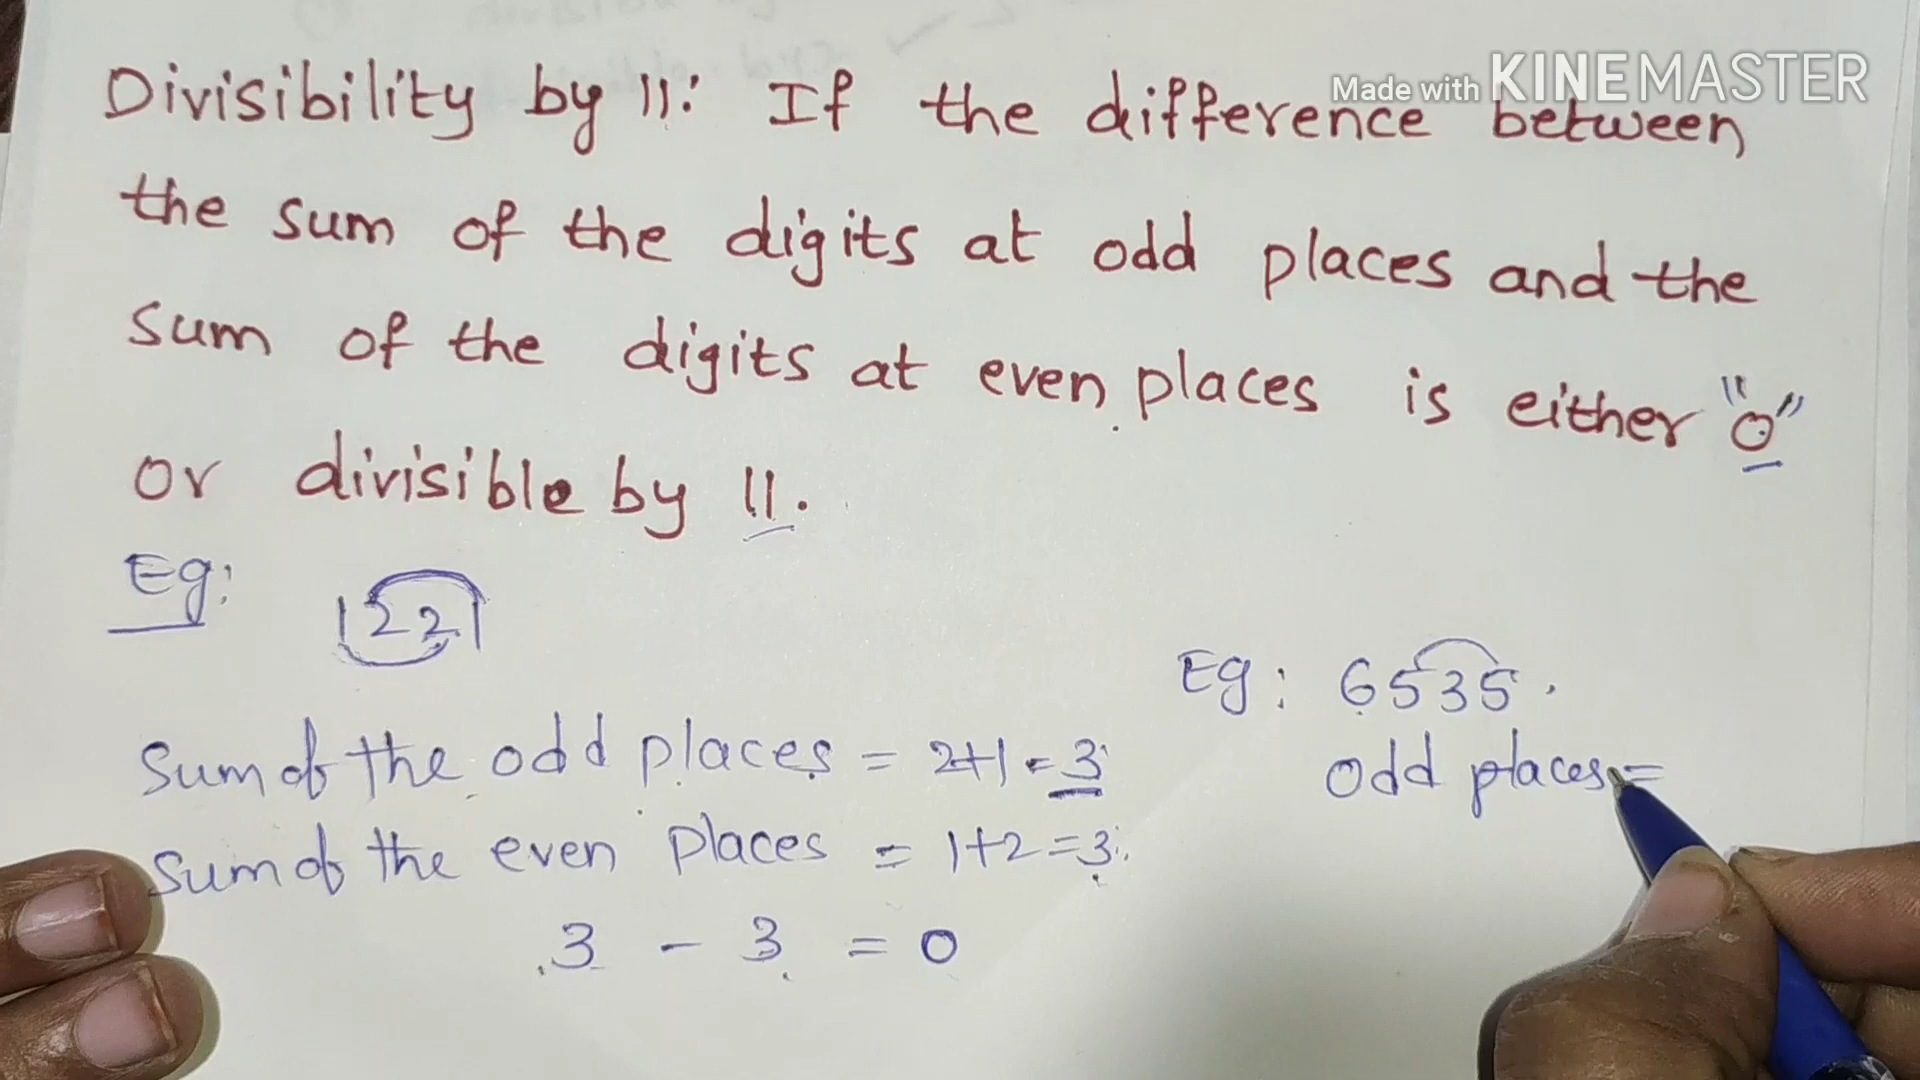 Made with KINEMASTER
Divisibility by 11: If the difference between
the sum of the digits at odd places and the
sum of the digits at even places is either "0"
or divisible by 11.
Eg:
1221
Sum of the odd places = 2+1 = 3
Sum of the even places = 1+2 = 3
3 - 3 = 0
Eg: 6535.
Odd places =